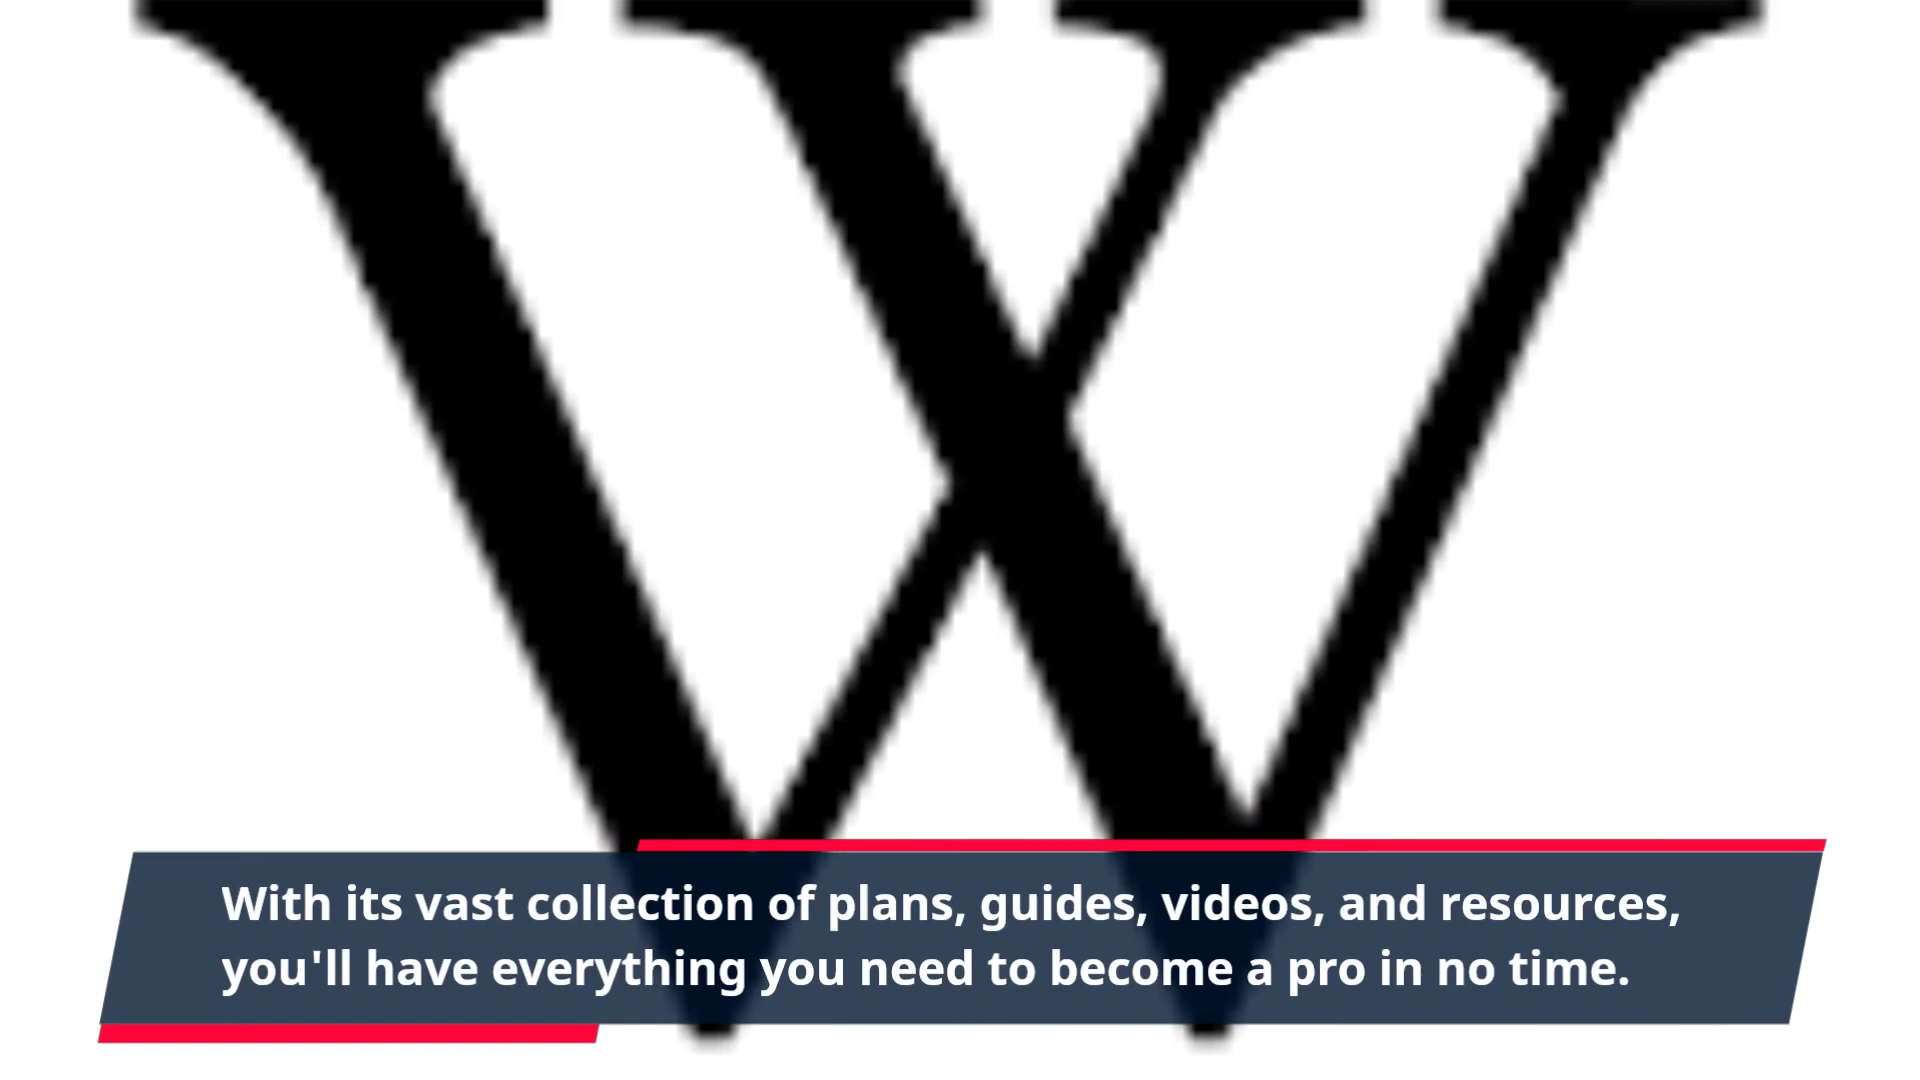 W
With its vast collection of plans, guides, videos, and resources,
you'll have everything you need to become a pro in no time.